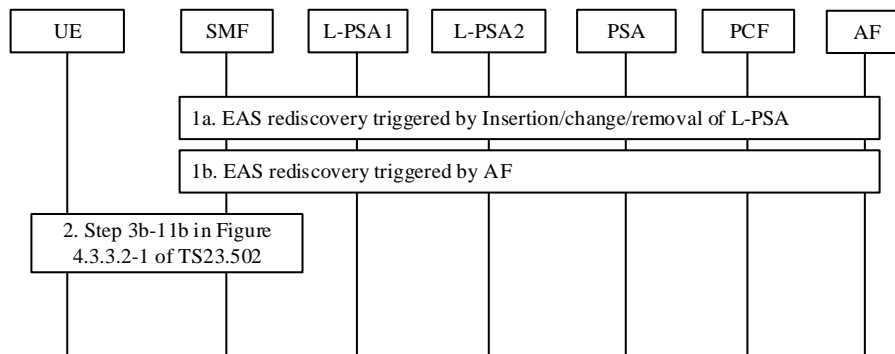 UE SMF L-PSA1 L-PSA2 PSA PCF AF
1a. EAS rediscovery triggered by Insertion/change/removal of L-PSA
1b. EAS rediscovery triggered by AF
2. Step 3b-11b in Figure
4.3.3.2-1 of TS23.502